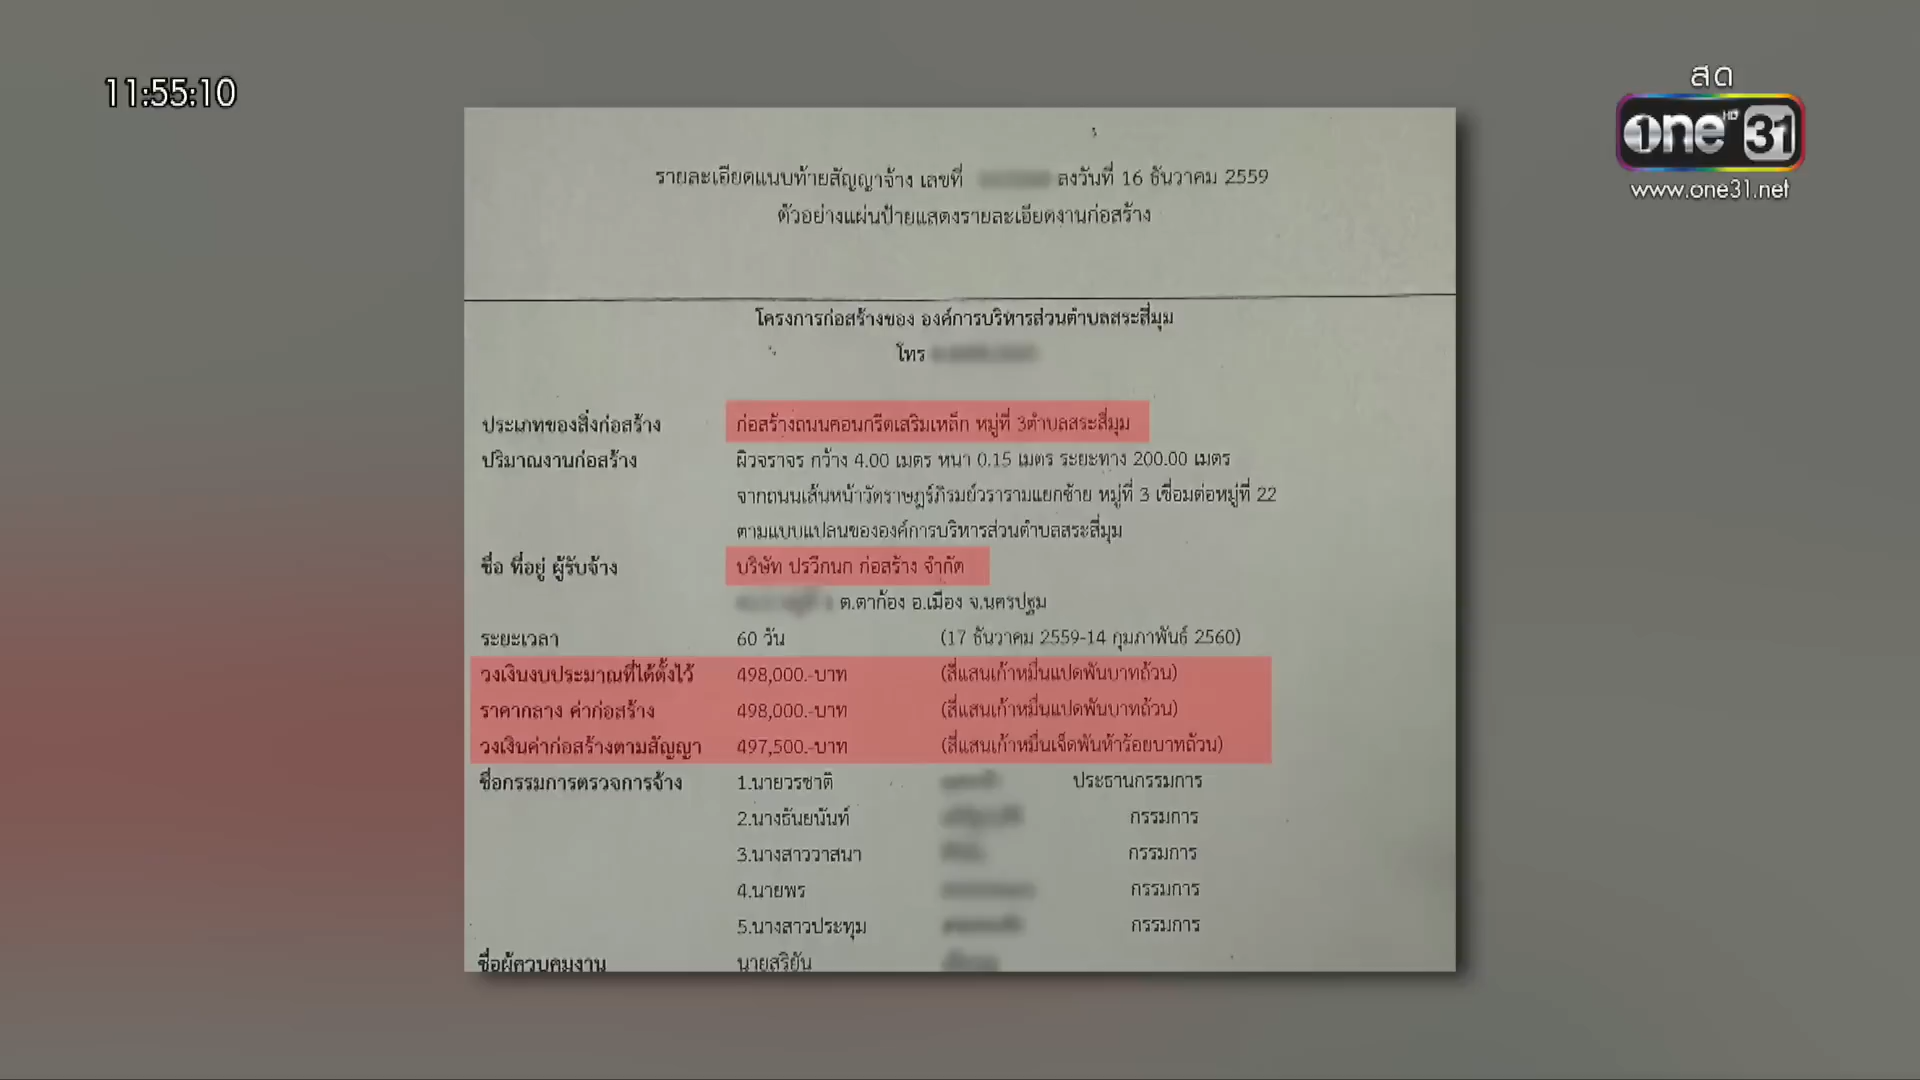 11:55:10
สด
one HD 31
www.one31.net
รายละเอียดแนบท้ายสัญญาจ้าง เลขที่ ลงวันที่ 16 ธันวาคม 2559
ตัวอย่างแผ่นป้ายแสดงรายละเอียดงานก่อสร้าง
โครงการก่อสร้างของ องค์การบริหารส่วนตำบลสระสี่มุม
โทร
ประเภทของสิ่งก่อสร้าง ก่อสร้างถนนคอนกรีตเสริมเหล็ก หมู่ที่ 3ตำบลสระสี่มุม
ปริมาณงานก่อสร้าง ผิวจราจร กว้าง 4.00 เมตร หนา 0.15 เมตร ระยะทาง 200.00 เมตร
จากถนนเส้นหน้าวัดราษฎร์ภิรมย์วรารามแยกซ้าย หมู่ที่ 3 เชื่อมต่อหมู่ที่ 22
ตามแบบแปลนขององค์การบริหารส่วนตำบลสระสี่มุม
ชื่อ ที่อยู่ ผู้รับจ้าง บริษัท ปรวีกนก ก่อสร้าง จำกัด
ต.ตาก้อง อ.เมือง จ.นครปฐม
ระยะเวลา 60 วัน (17 ธันวาคม 2559-14 กุมภาพันธ์ 2560)
วงเงินงบประมาณที่ได้ตั้งไว้ 498,000.-บาท (สี่แสนเก้าหมื่นแปดพันบาทถ้วน)
ราคากลาง ค่าก่อสร้าง 498,000.-บาท (สี่แสนเก้าหมื่นแปดพันบาทถ้วน)
วงเงินค่าก่อสร้างตามสัญญา 497,500.-บาท (สี่แสนเก้าหมื่นเจ็ดพันห้าร้อยบาทถ้วน)
ชื่อกรรมการตรวจการจ้าง 1.นายวรชาติ ประธานกรรมการ
2.นางธันยนันท์ กรรมการ
3.นางสาววาสนา กรรมการ
4.นายพร กรรมการ
5.นางสาวประทุม กรรมการ
ชื่อผู้ควบคุมงาน นายสุริยัน